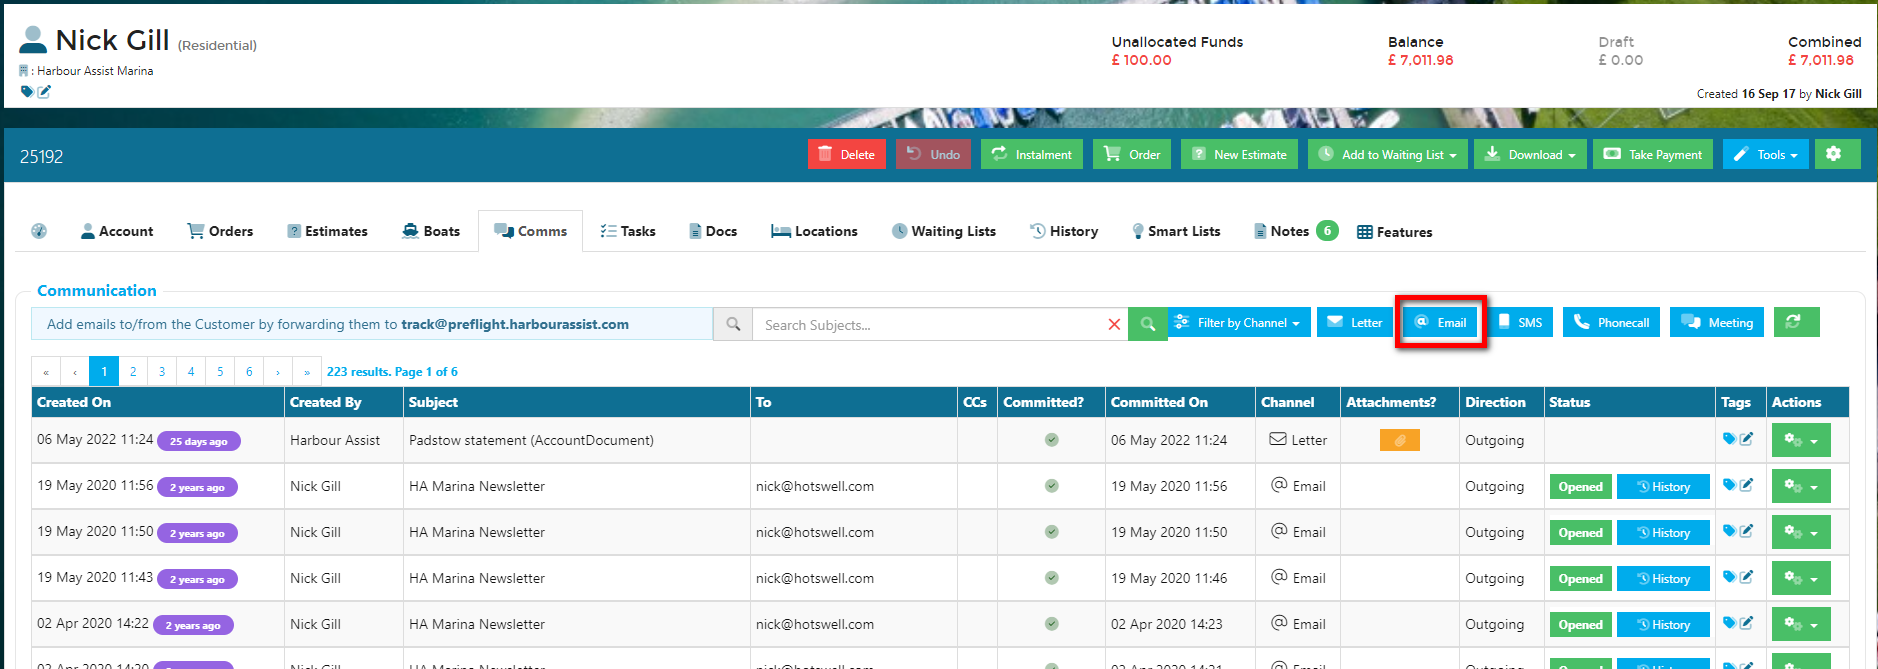 Nick Gill (Residential)
: Harbour Assist Marina
Unallocated Funds
£ 100.00
Balance
£ 7,011.98
Draft
£ 0.00
Combined
£ 7,011.98
Created 16 Sep 17 by Nick Gill
25192
Delete Undo Instalment Order New Estimate Add to Waiting List Download Take Payment Tools
Account Orders Estimates Boats Comms Tasks Docs Locations Waiting Lists History Smart Lists Notes 6 Features
Communication
Add emails to/from the Customer by forwarding them to track@preflight.harbourassist.com Search Subjects... Filter by Channel Letter @ Email SMS Phonecall Meeting
« ‹ 1 2 3 4 5 6 › » 223 results. Page 1 of 6
Created On Created By Subject To CCs Committed? Committed On Channel Attachments? Direction Status Tags Actions
06 May 2022 11:24 25 days ago Harbour Assist Padstow statement (AccountDocument) 06 May 2022 11:24 Letter Outgoing
19 May 2020 11:56 2 years ago Nick Gill HA Marina Newsletter nick@hotswell.com 19 May 2020 11:56 @ Email Outgoing Opened History
19 May 2020 11:50 2 years ago Nick Gill HA Marina Newsletter nick@hotswell.com 19 May 2020 11:50 @ Email Outgoing Opened History
19 May 2020 11:43 2 years ago Nick Gill HA Marina Newsletter nick@hotswell.com 19 May 2020 11:46 @ Email Outgoing Opened History
02 Apr 2020 14:22 2 years ago Nick Gill HA Marina Newsletter nick@hotswell.com 02 Apr 2020 14:23 @ Email Outgoing Opened History